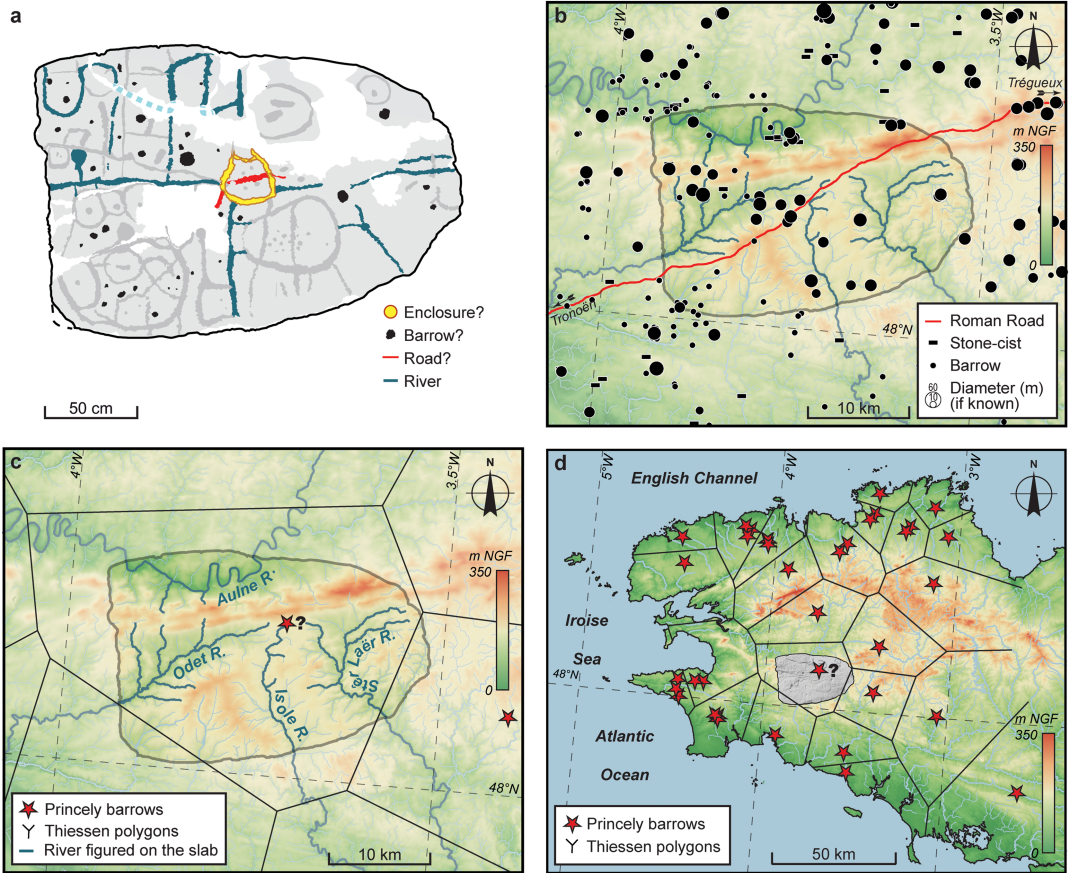 a
Enclosure?
Barrow?
Road?
River
50 cm
b
4°W
3.5°W
N
Trégueux
m NGF
350
0
Tronoën
48°N
Roman Road
Stone-cist
Barrow
60
10
Diameter (m)
(if known)
10 km
c
4°W
3.5°W
N
m NGF
350
0
Aulne R.
?
Odet R.
Ster Laër R.
Isole R.
48°N
Princely barrows
Thiessen polygons
River figured on the slab
10 km
d
5°W
4°W
3°W
English Channel
N
Iroise
Sea
48°N
?
Atlantic
Ocean
m NGF
350
0
Princely barrows
Thiessen polygons
50 km